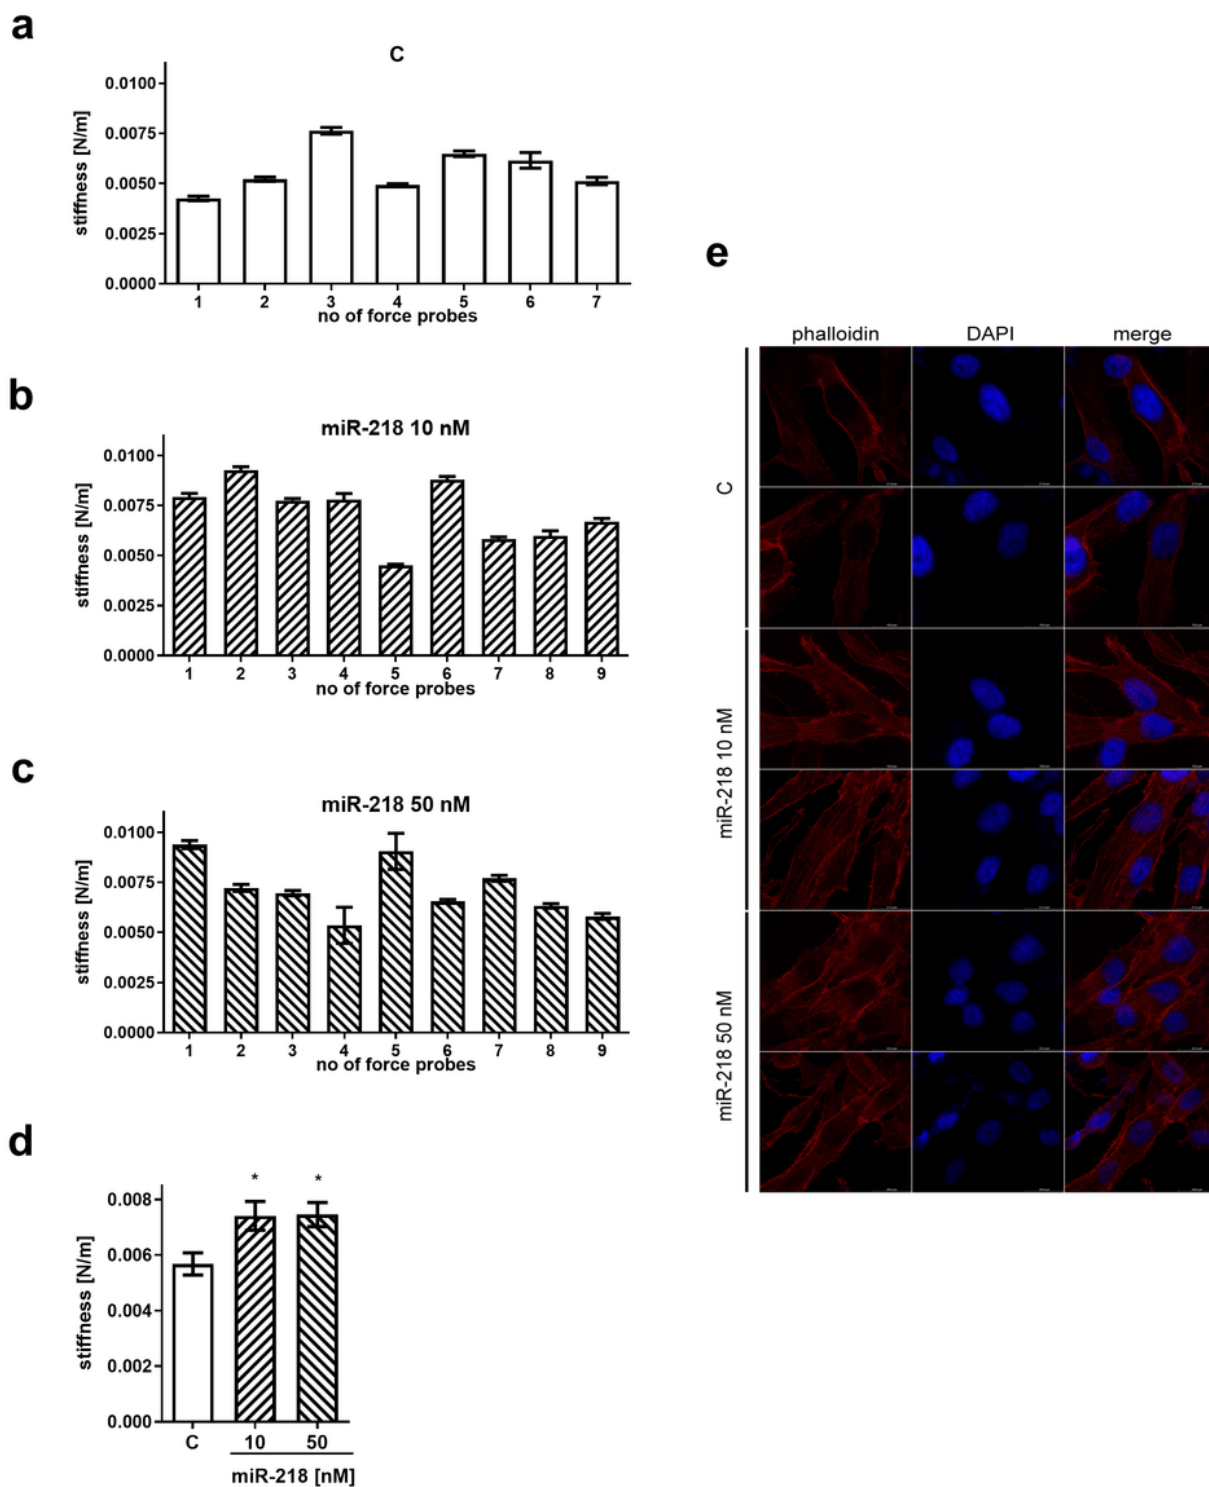 a
C
stiffness [N/m]
0.0100
0.0075
0.0050
0.0025
0.0000
1 2 3 4 5 6 7
no of force probes
b
miR-218 10 nM
stiffness [N/m]
0.0100
0.0075
0.0050
0.0025
0.0000
1 2 3 4 5 6 7 8 9
no of force probes
c
miR-218 50 nM
stiffness [N/m]
0.0100
0.0075
0.0050
0.0025
0.0000
1 2 3 4 5 6 7 8 9
no of force probes
d
stiffness [N/m]
0.008
0.006
0.004
0.002
0.000
* *
C 10 50
miR-218 [nM]
e
phalloidin DAPI merge
C
miR-218 10 nM
miR-218 50 nM